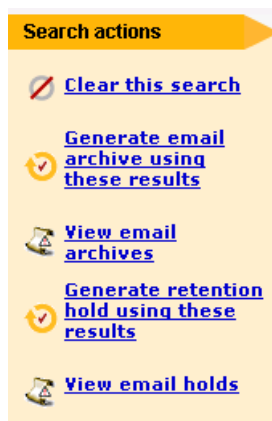 Search actions
Clear this search
Generate email
archive using
these results
View email
archives
Generate retention
hold using these
results
View email holds